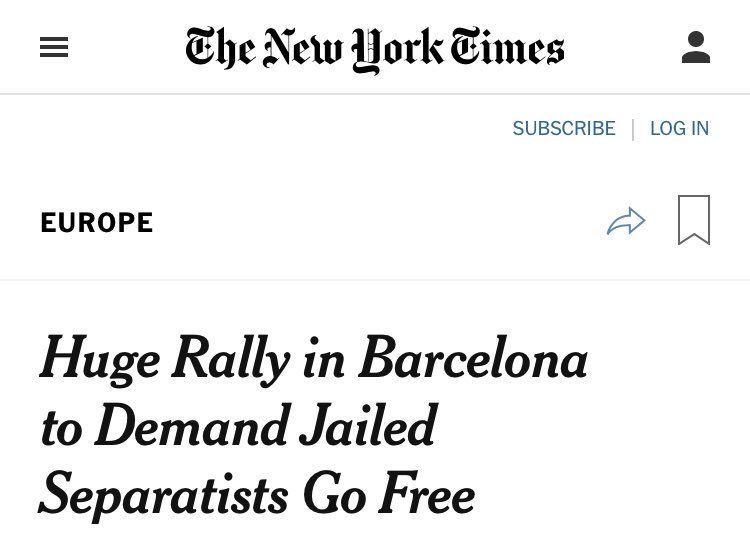 The New York Times
SUBSCRIBE | LOG IN
EUROPE
Huge Rally in Barcelona
to Demand Jailed
Separatists Go Free